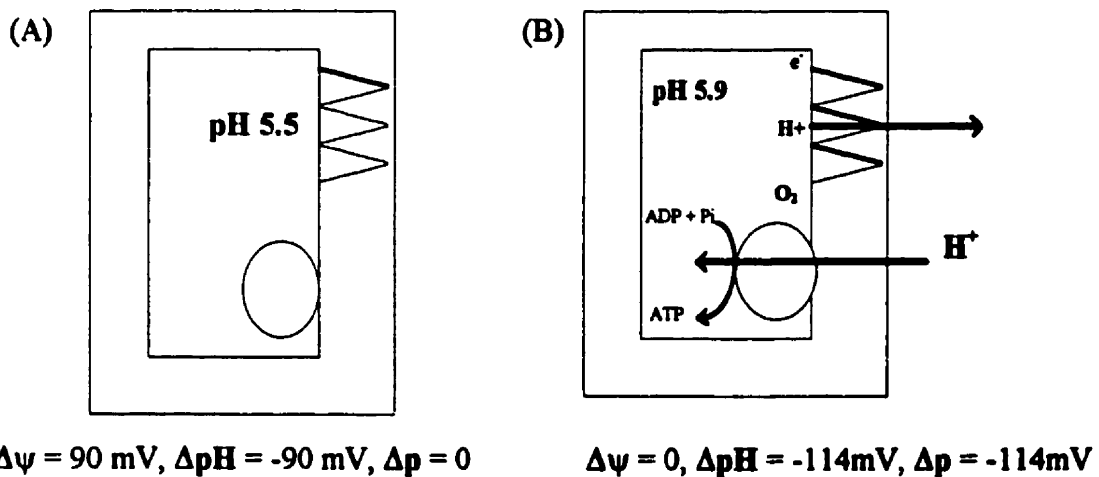 (A)
pH 5.5
Δψ = 90 mV, ΔpH = -90 mV, Δp = 0
(B)
e-
pH 5.9
H+
O₂
ADP + Pi
H⁺
ATP
Δψ = 0, ΔpH = -114mV, Δp = -114mV